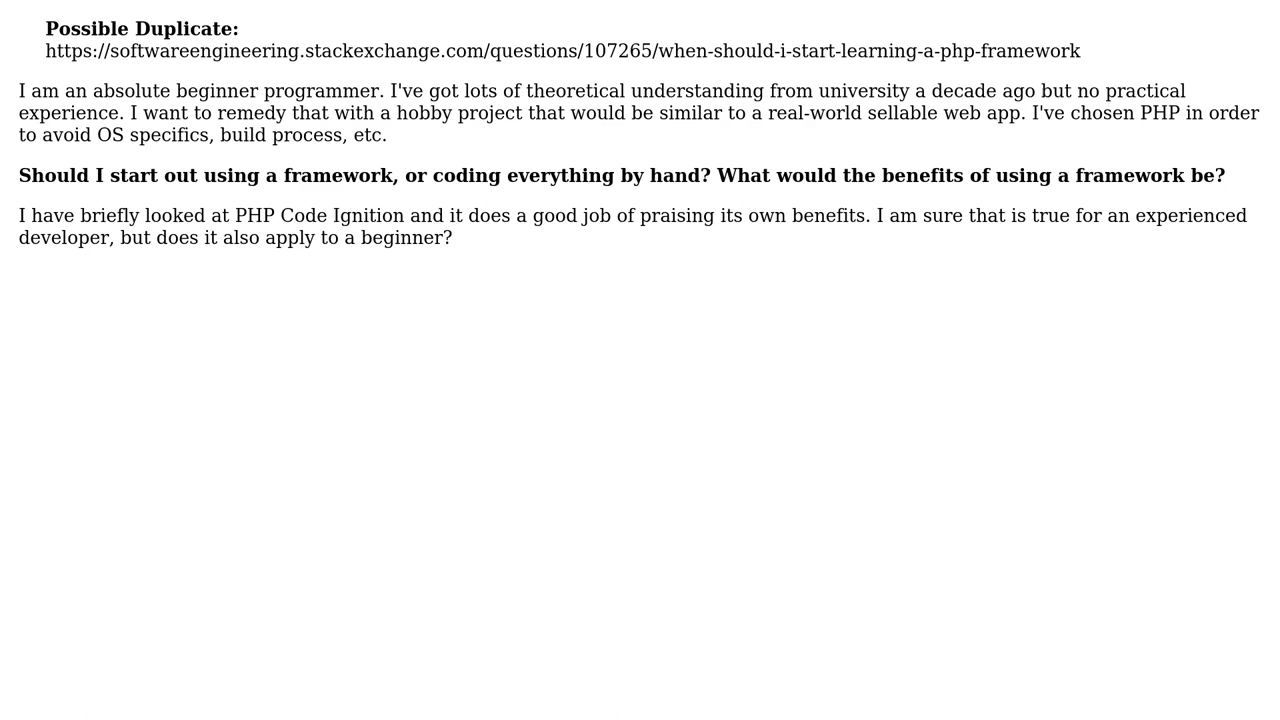 Possible Duplicate:
https://softwareengineering.stackexchange.com/questions/107265/when-should-i-start-learning-a-php-framework
I am an absolute beginner programmer. I've got lots of theoretical understanding from university a decade ago but no practical
experience. I want to remedy that with a hobby project that would be similar to a real-world sellable web app. I've chosen PHP in order
to avoid OS specifics, build process, etc.
Should I start out using a framework, or coding everything by hand? What would the benefits of using a framework be?
I have briefly looked at PHP Code Ignition and it does a good job of praising its own benefits. I am sure that is true for an experienced
developer, but does it also apply to a beginner?